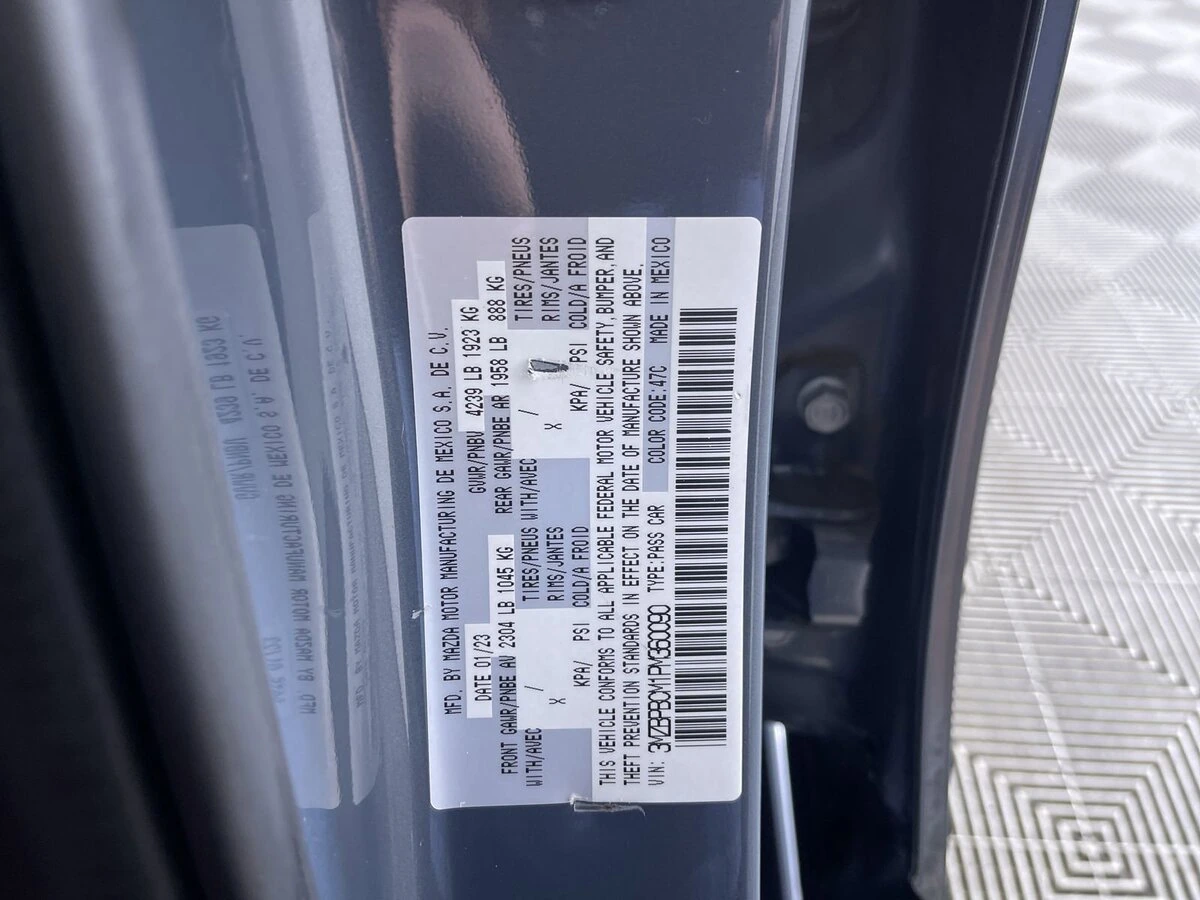 MFD. BY MAZDA MOTOR MANUFACTURING DE MEXICO S.A. DE C.V.
DATE 01/23 GVWR/PNBV 4239 LB 1923 KG
FRONT GAWR/PNBE AV 2304 LB 1045 KG REAR GAWR/PNBE AR 1958 LB 888 KG
WITH/AVEC / TIRES/PNEUS WITH/AVEC / TIRES/PNEUS
X RIMS/JANTES X RIMS/JANTES
KPA/ PSI COLD/A FROID KPA/ PSI COLD/A FROID
THIS VEHICLE CONFORMS TO ALL APPLICABLE FEDERAL MOTOR VEHICLE SAFETY, BUMPER, AND
THEFT PREVENTION STANDARDS IN EFFECT ON THE DATE OF MANUFACTURE SHOWN ABOVE.
VIN: 3MZBPBCM1PM360090 TYPE:PASS CAR COLOR CODE:47C MADE IN MEXICO